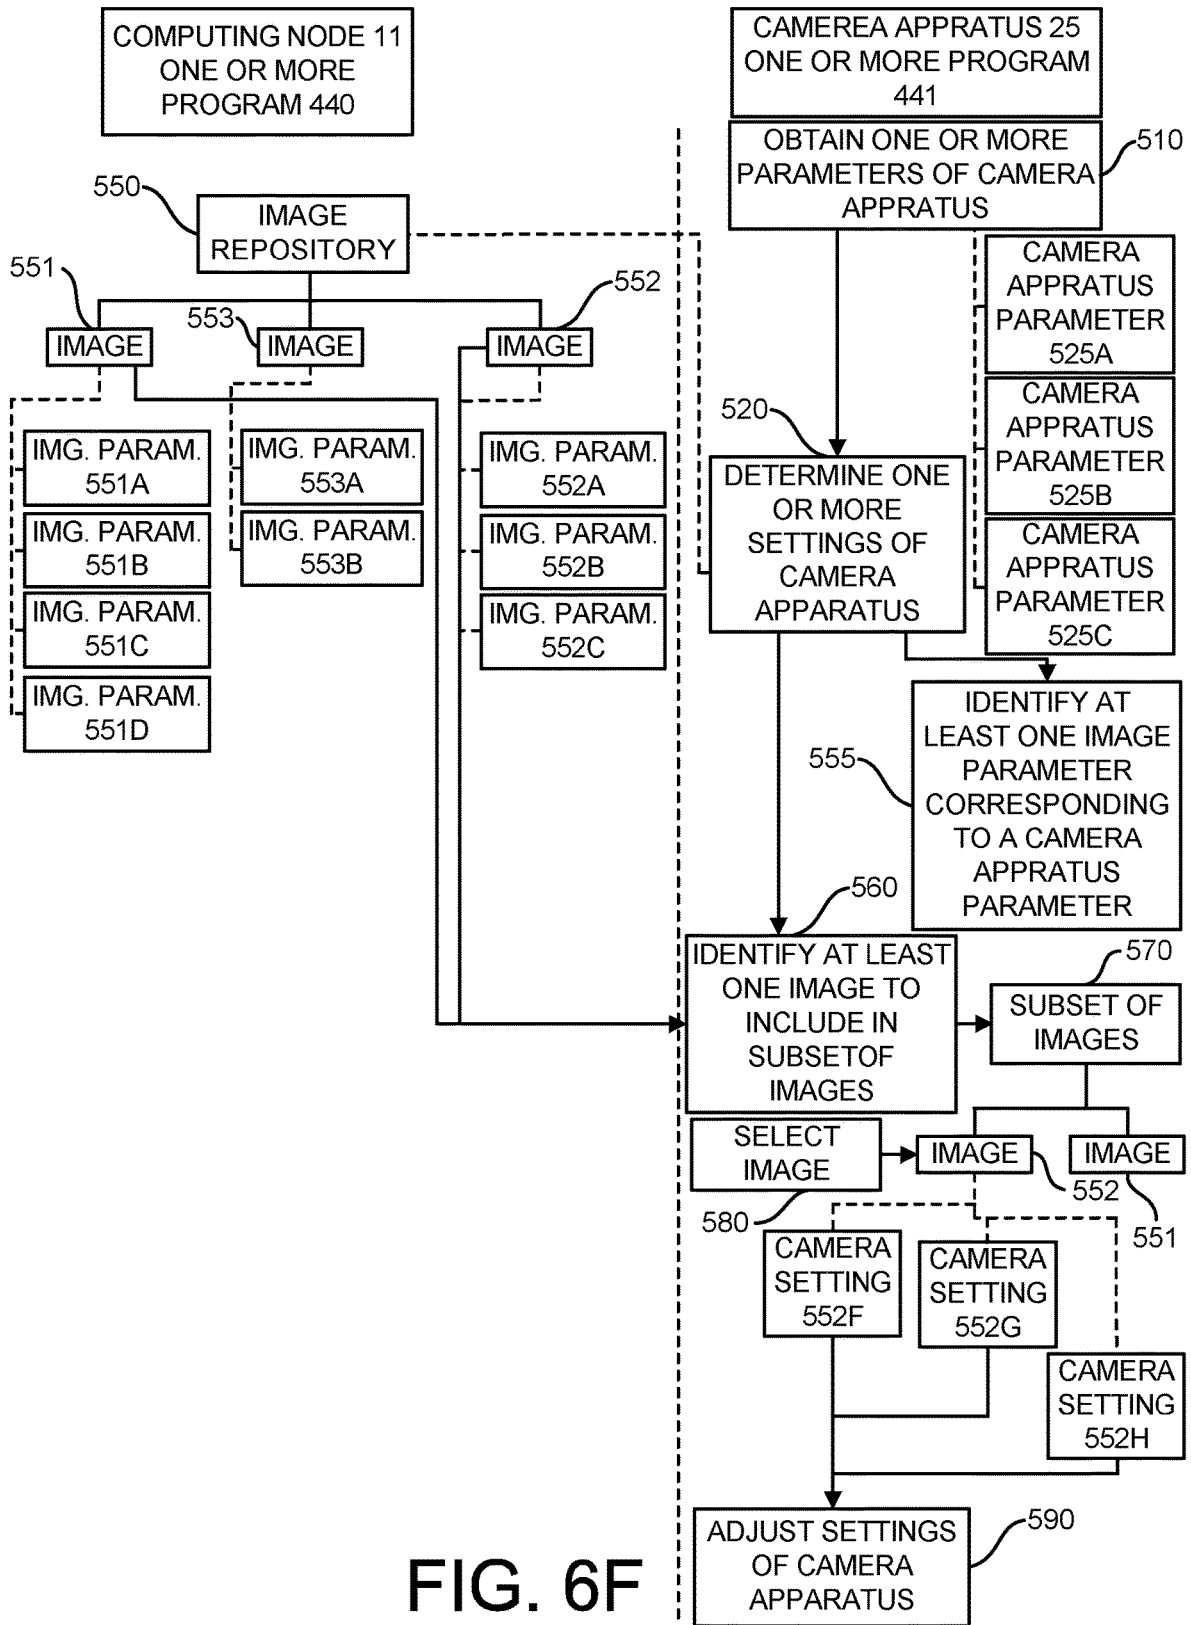 COMPUTING NODE 11
ONE OR MORE
PROGRAM 440
CAMEREA APPARATUS 25
ONE OR MORE PROGRAM
441
OBTAIN ONE OR MORE
PARAMETERS OF CAMERA
APPRATUS
510
550
IMAGE
REPOSITORY
551
IMAGE
553
IMAGE
552
IMAGE
CAMERA
APPRATUS
PARAMETER
525A
CAMERA
APPRATUS
PARAMETER
525B
CAMERA
APPRATUS
PARAMETER
525C
IMG. PARAM.
551A
IMG. PARAM.
551B
IMG. PARAM.
551C
IMG. PARAM.
551D
IMG. PARAM.
553A
IMG. PARAM.
553B
IMG. PARAM.
552A
IMG. PARAM.
552B
IMG. PARAM.
552C
520
DETERMINE ONE
OR MORE
SETTINGS OF
CAMERA
APPARATUS
555
IDENTIFY AT
LEAST ONE IMAGE
PARAMETER
CORRESPONDING
TO A CAMERA
APPRATUS
PARAMETER
560
IDENTIFY AT LEAST
ONE IMAGE TO
INCLUDE IN
SUBSETOF
IMAGES
570
SUBSET OF
IMAGES
SELECT
IMAGE
580
IMAGE
552
IMAGE
551
CAMERA
SETTING
552F
CAMERA
SETTING
552G
CAMERA
SETTING
552H
ADJUST SETTINGS
OF CAMERA
APPARATUS
590
FIG. 6F